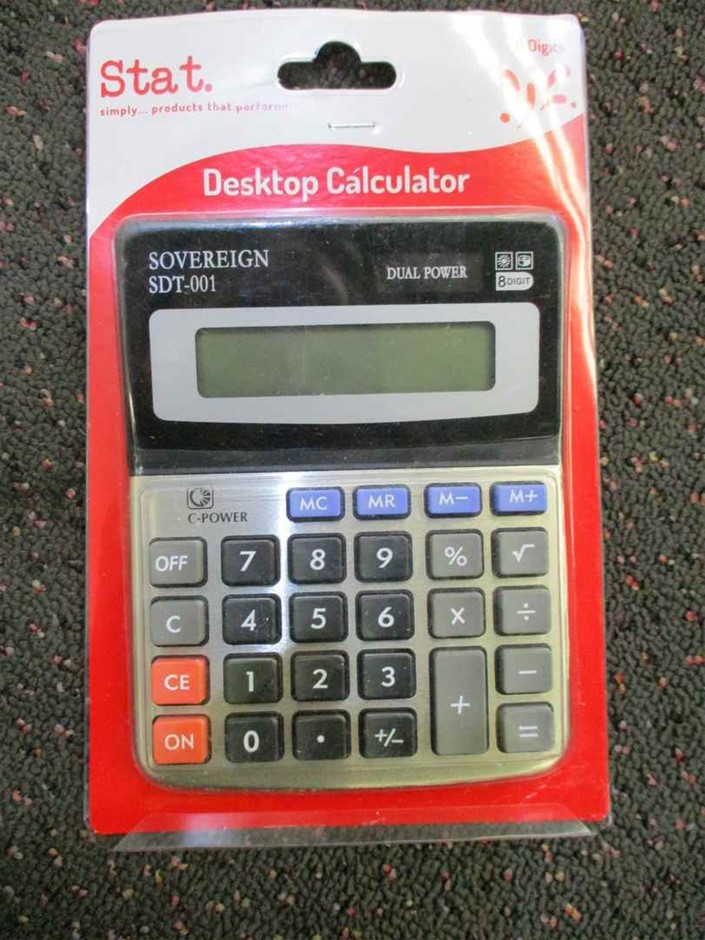 Digits
Stat.
simply... products that perform
Desktop Calculator
SOVEREIGN
SDT-001
DUAL POWER
8 DIGIT
C-POWER
MC MR M− M+
OFF 7 8 9 % √
C 4 5 6 × ÷
CE 1 2 3 + −
ON 0 . +/− =